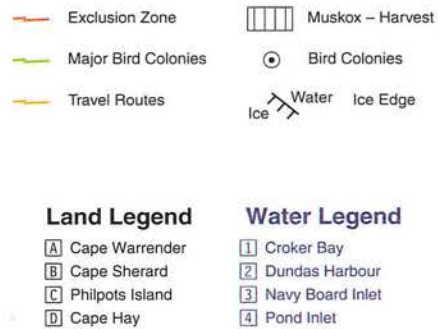 Exclusion Zone
Major Bird Colonies
Travel Routes
Muskox – Harvest
Bird Colonies
Ice Water Ice Edge
Land Legend
A Cape Warrender
B Cape Sherard
C Philpots Island
D Cape Hay
Water Legend
1 Croker Bay
2 Dundas Harbour
3 Navy Board Inlet
4 Pond Inlet